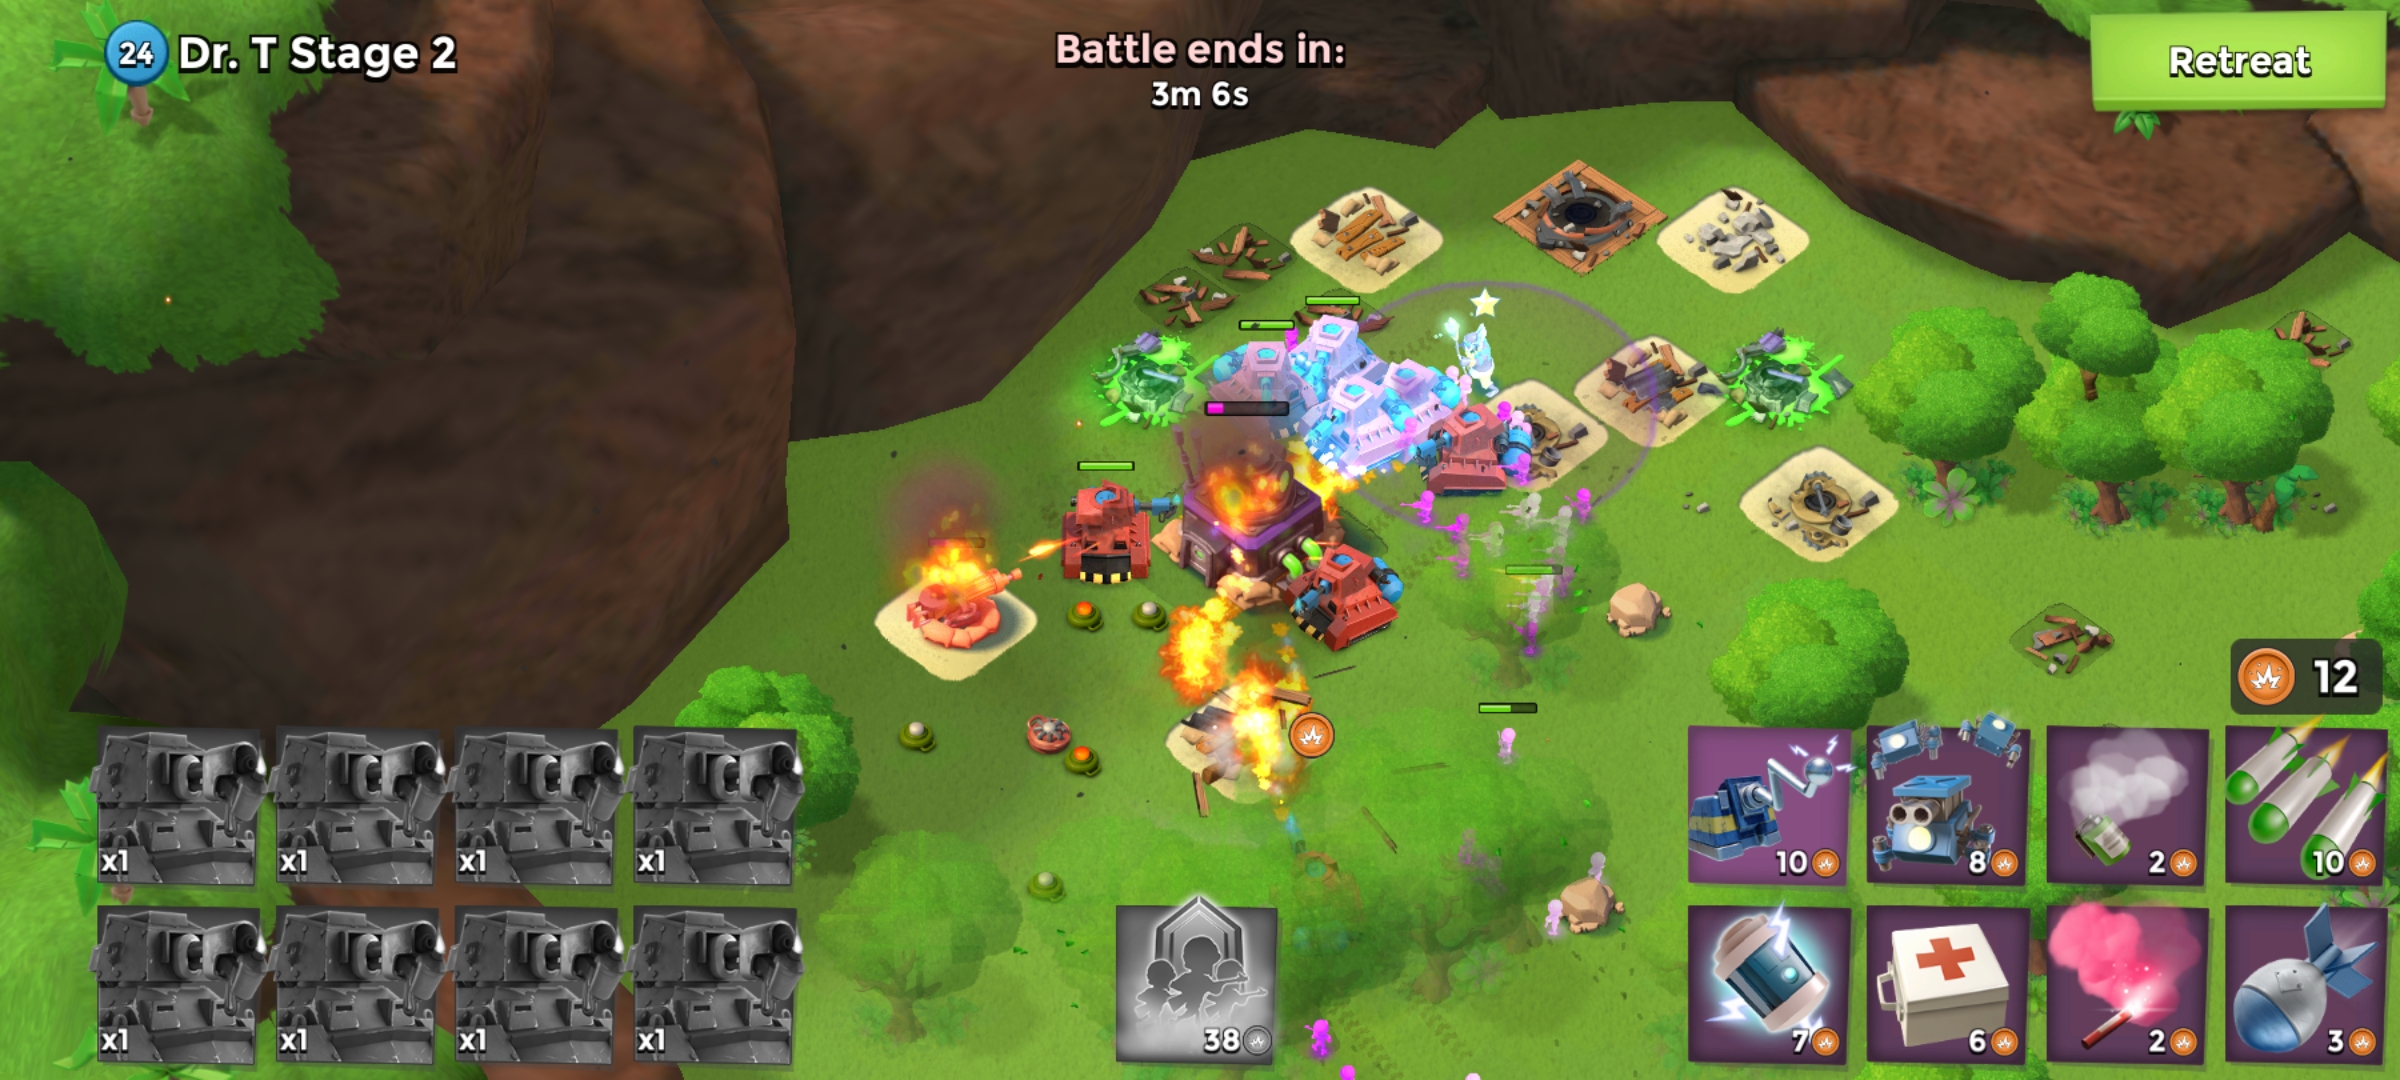 24 Dr. T Stage 2
Battle ends in:
3m 6s
Retreat
12
x1 x1 x1 x1
10 8 2 10
x1 x1 x1 x1
38
7 6 2 3